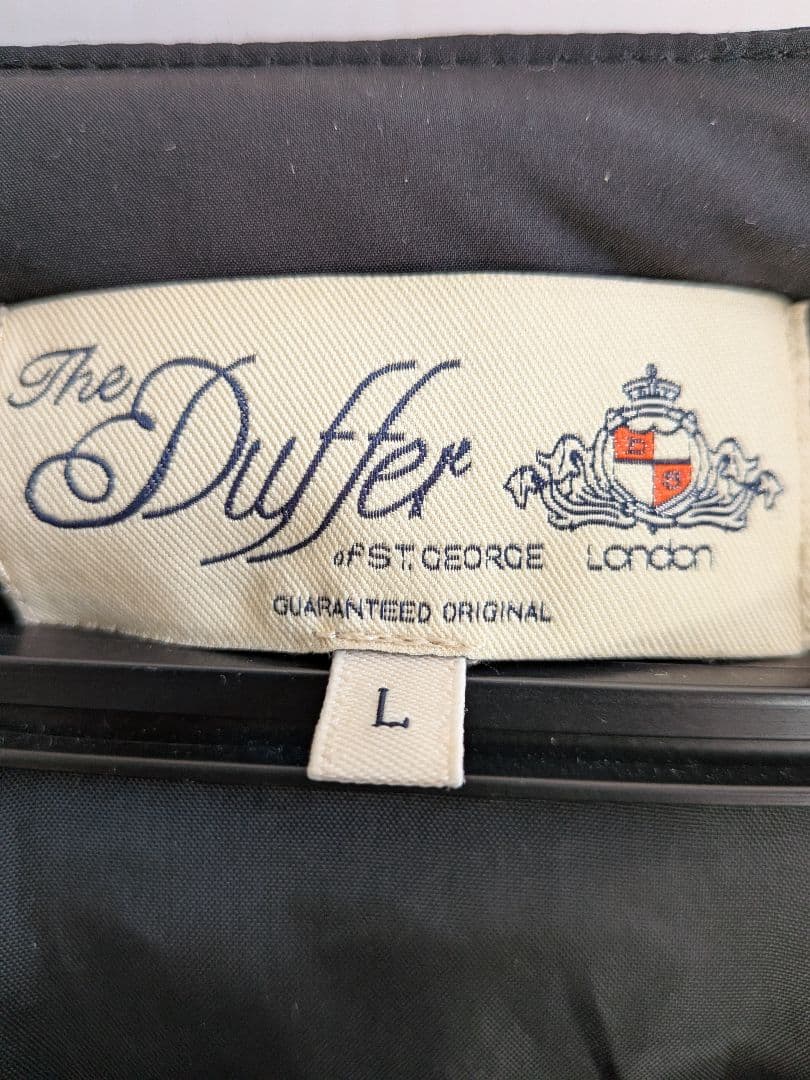 The Duffer
of ST. GEORGE London
GUARANTEED ORIGINAL
L